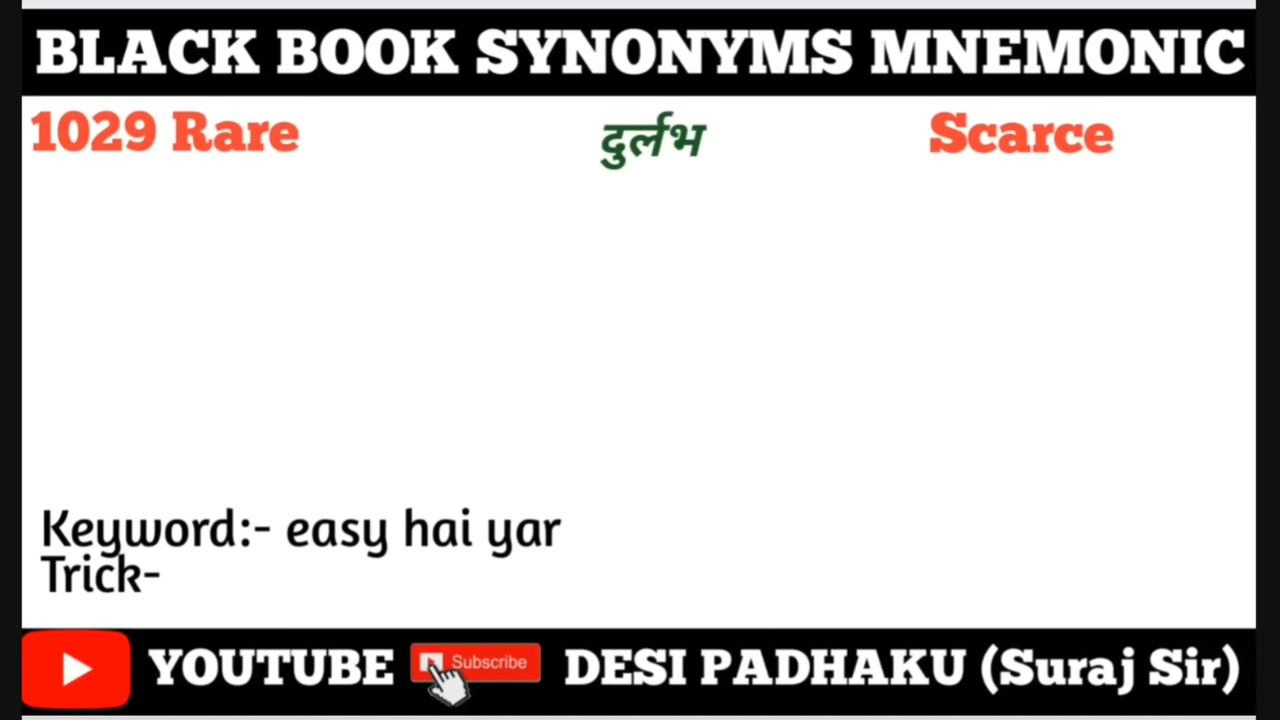 BLACK BOOK SYNONYMS MNEMONIC
1029 Rare दुर्लभ Scarce
Keyword:- easy hai yar
Trick-
YOUTUBE Subscribe DESI PADHAKU (Suraj Sir)